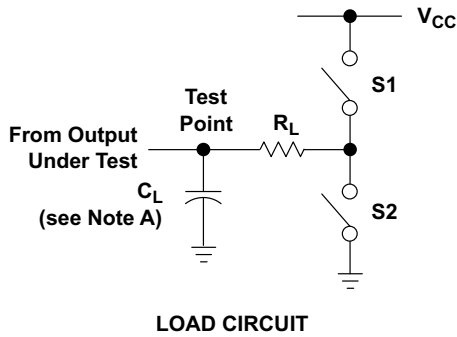 VCC
S1
Test
Point
RL
From Output
Under Test
CL
(see Note A)
S2
LOAD CIRCUIT